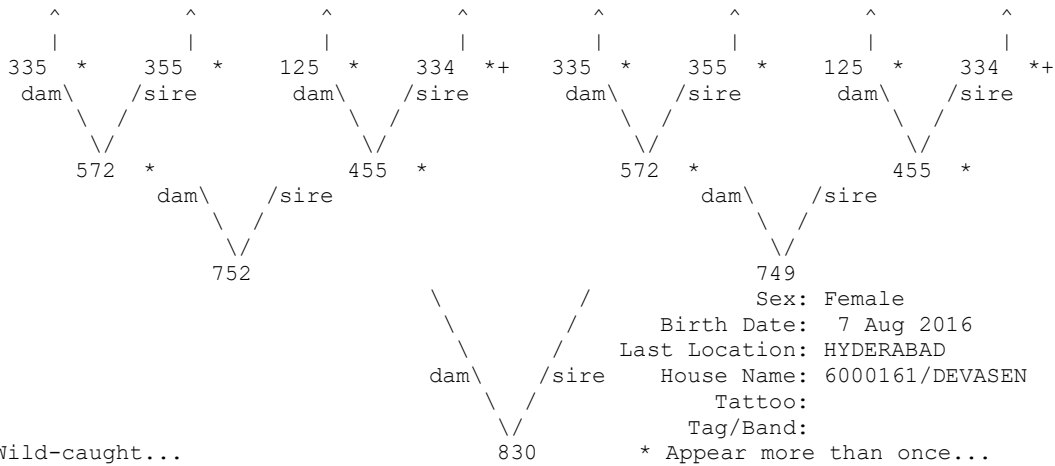 ^ ^ ^ ^ ^ ^ ^ ^
| | | | | | | |
335 * 355 * 125 * 334 *+ 335 * 355 * 125 * 334 *+
dam\ /sire dam\ /sire dam\ /sire dam\ /sire
\ / \ / \ / \ /
\/ \/ \/ \/
572 * 455 * 572 * 455 *
dam\ /sire dam\ /sire
\ / \ /
\/ \/
752 749
\ / Sex: Female
\ / Birth Date: 7 Aug 2016
\ / Last Location: HYDERABAD
dam\ /sire House Name: 6000161/DEVASEN
\ / Tattoo:
\/ Tag/Band:
Wild-caught... 830 * Appear more than once...